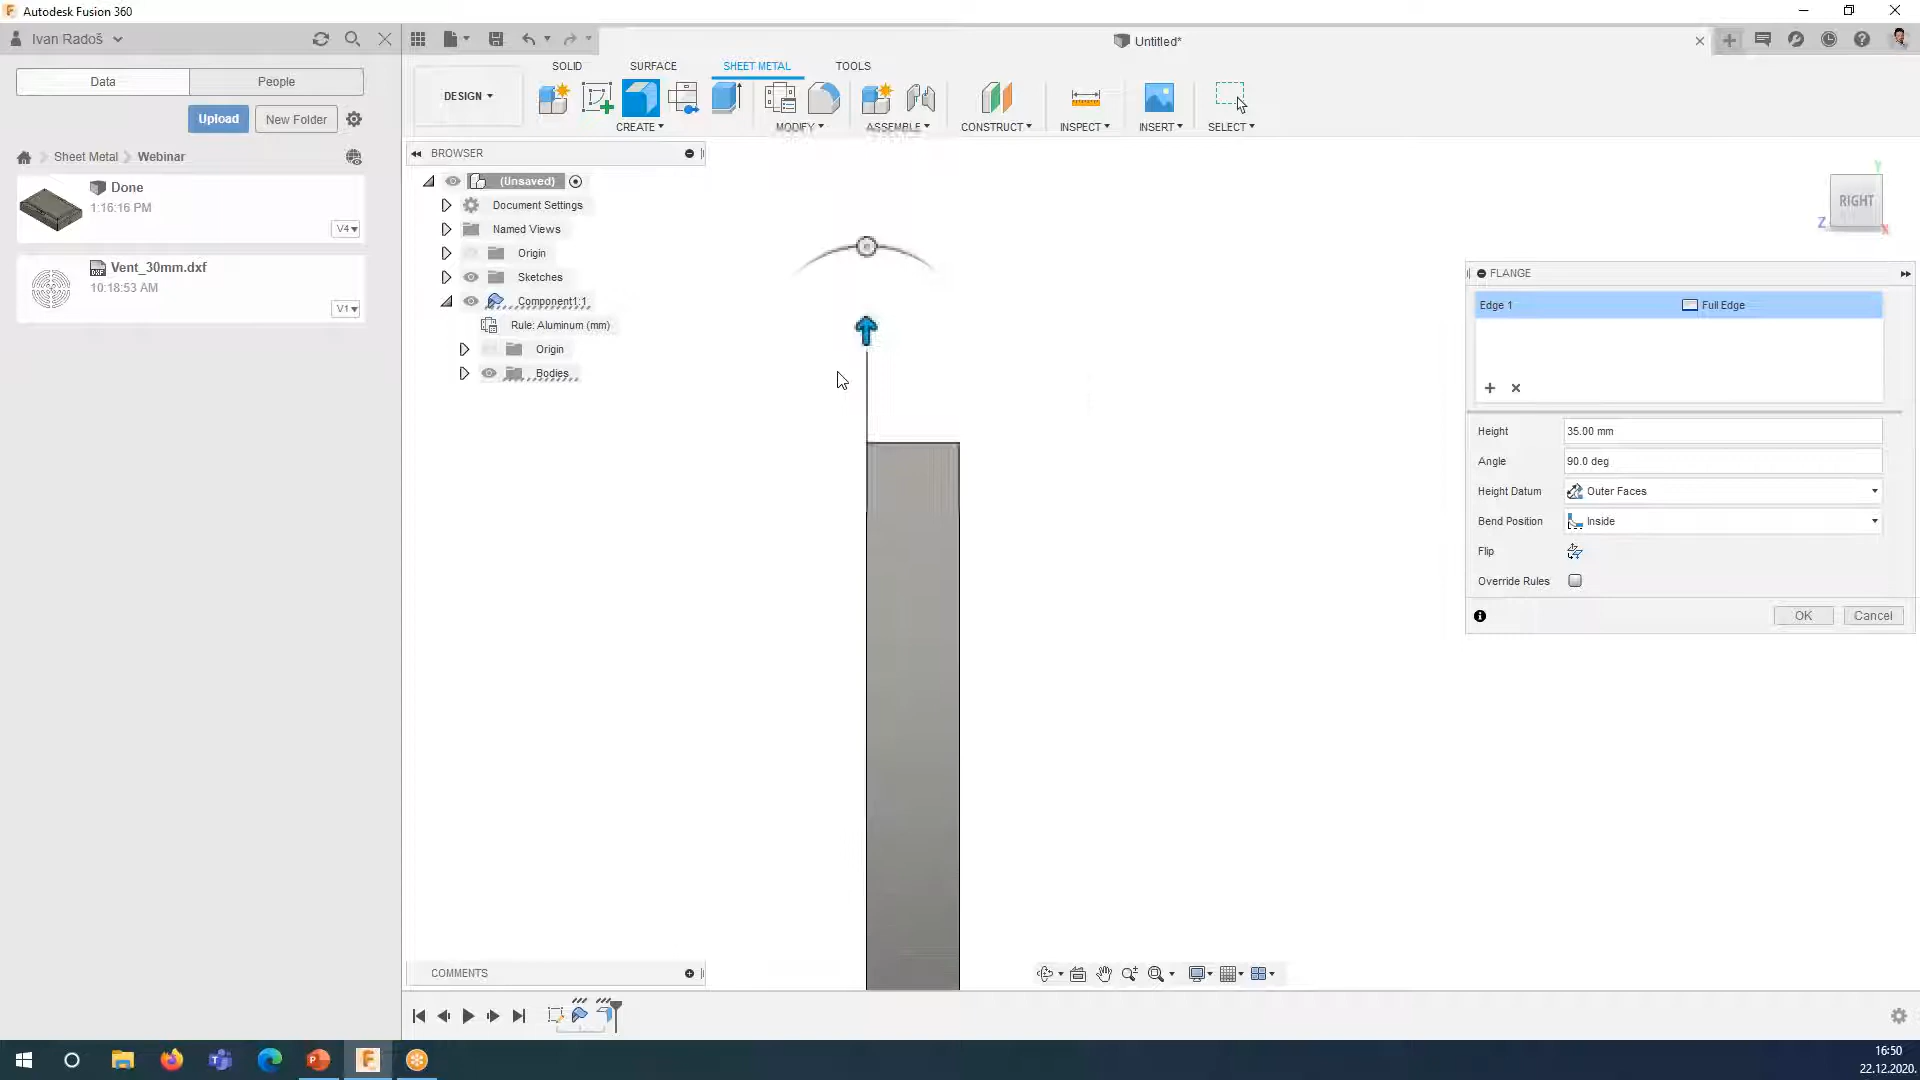 Autodesk Fusion 360
Ivan Radoš
Untitled*
Data
People
Upload
New Folder
Sheet Metal
Webinar
Done
1:16:16 PM
V4
Vent_30mm.dxf
10:18:53 AM
V1
SOLID
SURFACE
SHEET METAL
TOOLS
DESIGN
CREATE
MODIFY
ASSEMBLE
CONSTRUCT
INSPECT
INSERT
SELECT
BROWSER
(Unsaved)
Document Settings
Named Views
Origin
Sketches
Component1:1
Rule: Aluminum (mm)
Origin
Bodies
Y
RIGHT
Z
X
FLANGE
Edge 1
Full Edge
Height
35.00 mm
Angle
90.0 deg
Height Datum
Outer Faces
Bend Position
Inside
Flip
Override Rules
OK
Cancel
COMMENTS
16:50
22.12.2020.